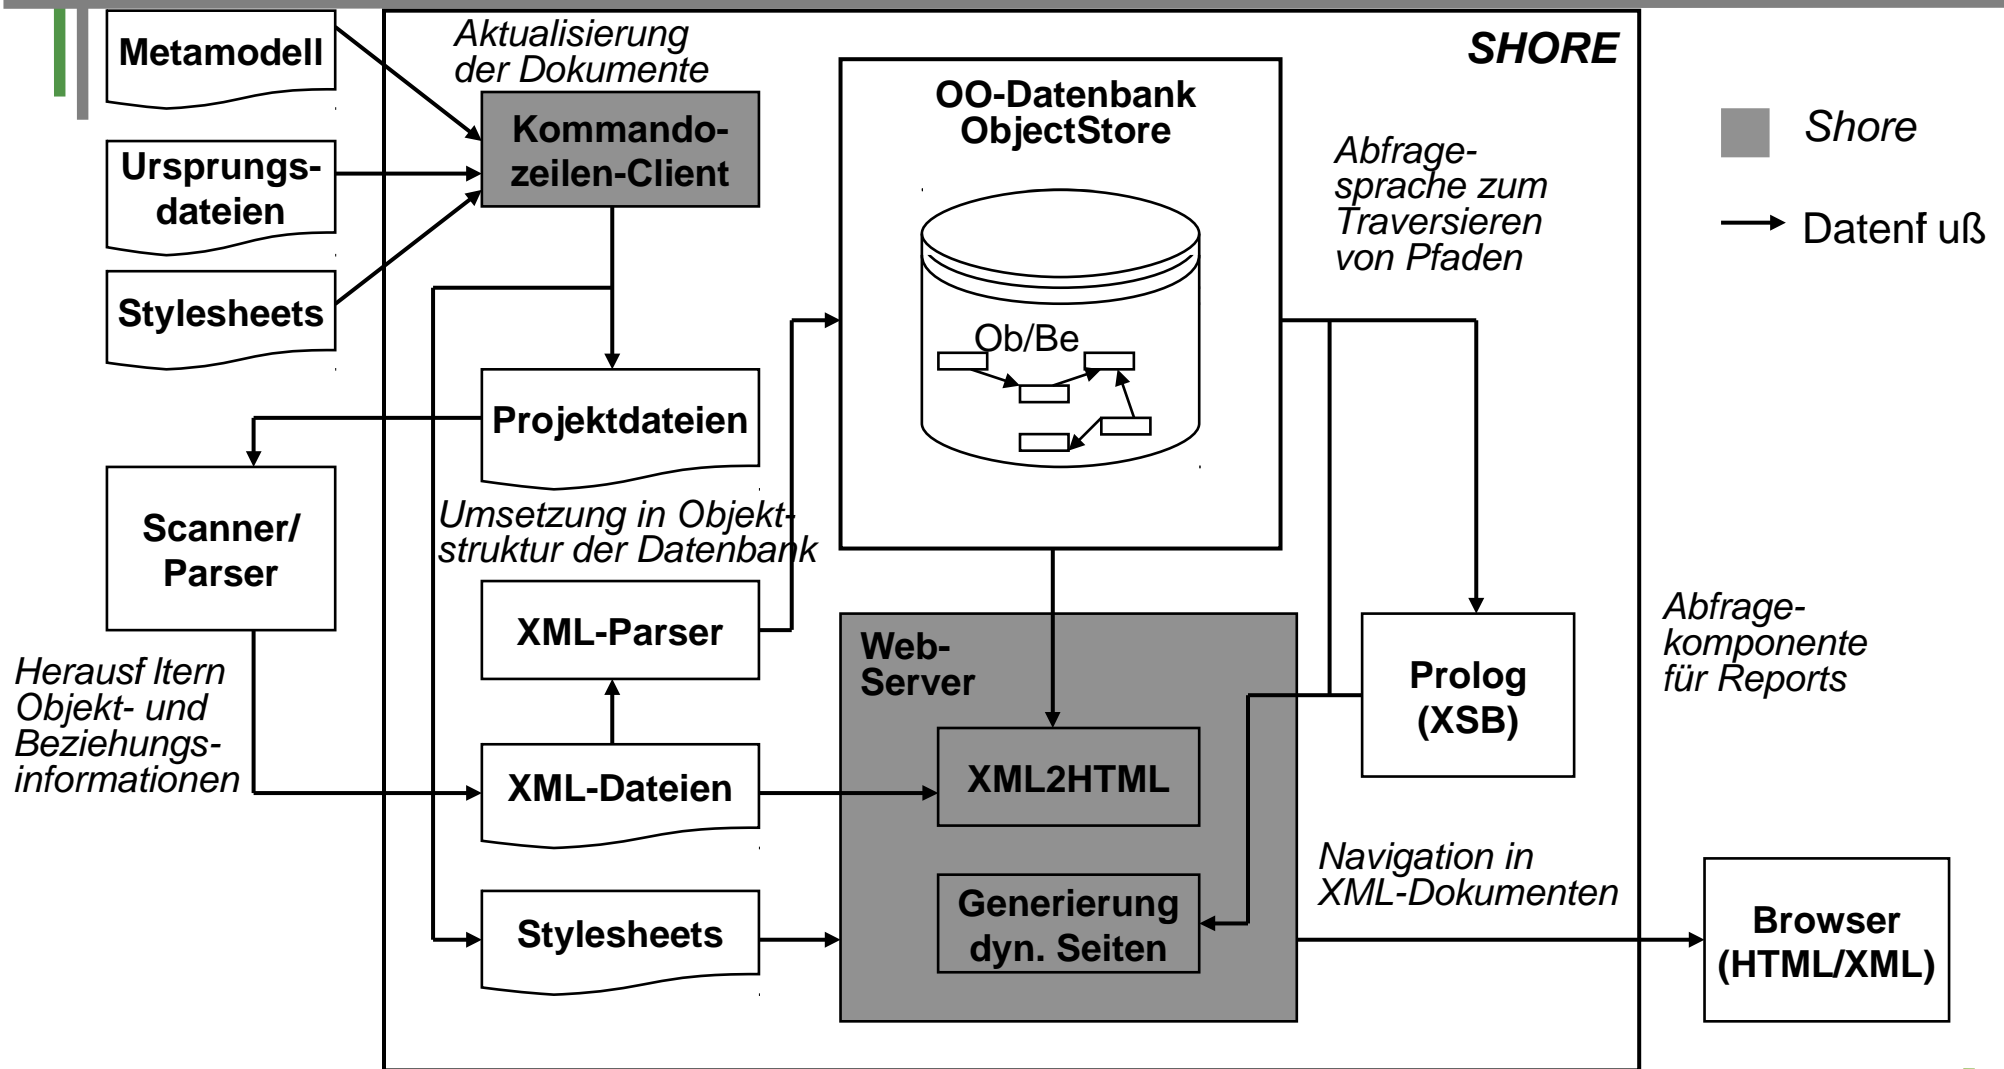 Metamodell
Ursprungs-
dateien
Stylesheets
Aktualisierung
der Dokumente
Kommando-
zeilen-Client
OO-Datenbank
ObjectStore
Ob/Be
SHORE
Abfrage-
sprache zum
Traversieren
von Pfaden
Shore
Datenf uß
Projektdateien
Scanner/
Parser
Umsetzung in Objekt-
struktur der Datenbank
XML-Parser
Herausf ltern
Objekt- und
Beziehungs-
informationen
XML-Dateien
Stylesheets
Web-
Server
XML2HTML
Generierung
dyn. Seiten
Prolog
(XSB)
Abfrage-
komponente
für Reports
Navigation in
XML-Dokumenten
Browser
(HTML/XML)